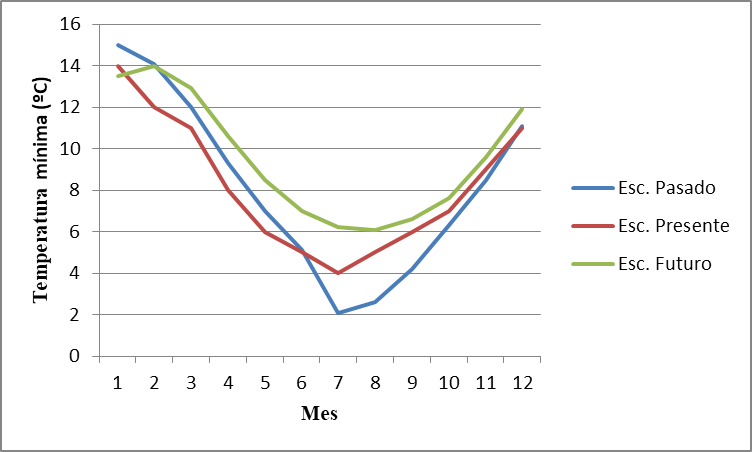 16
14
12
10
8
6
4
2
0
Temperatura mínima (ºC)
1 2 3 4 5 6 7 8 9 10 11 12
Mes
Esc. Pasado
Esc. Presente
Esc. Futuro